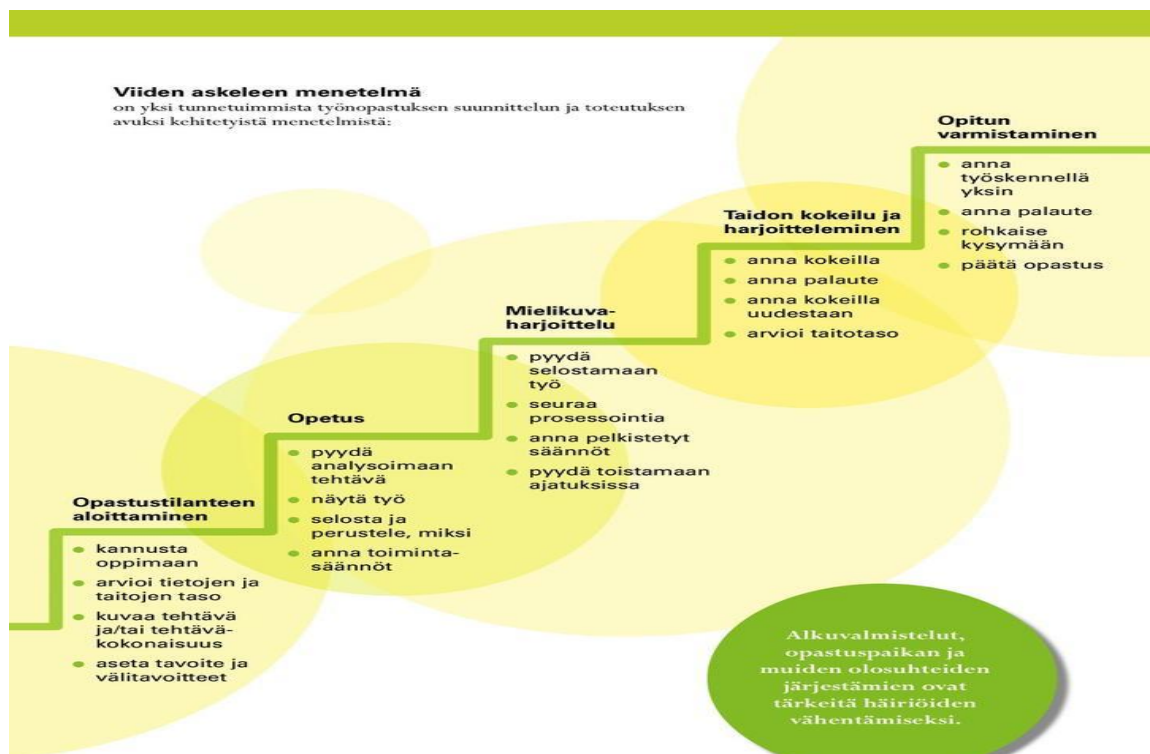 Viiden askeleen menetelmä
on yksi tunnetuimmista työnopastuksen suunnittelun ja toteutuksen
avuksi kehitetyistä menetelmistä:
Opastustilanteen
aloittaminen
kannusta
oppimaan
arvioi tietojen ja
taitojen taso
kuvaa tehtävä
ja/tai tehtävä-
kokonaisuus
aseta tavoite ja
välitavoitteet
Opetus
pyydä
analysoimaan
tehtävä
näytä työ
selosta ja
perustele, miksi
anna toiminta-
säännöt
Mielikuva-
harjoittelu
pyydä
selostamaan
työ
seuraa
prosessointia
anna pelkistetyt
säännöt
pyydä toistamaan
ajatuksissa
Taidon kokeilu ja
harjoitteleminen
anna kokeilla
anna palaute
anna kokeilla
uudestaan
arvioi taitotaso
Opitun
varmistaminen
anna
työskennellä
yksin
anna palaute
rohkaise
kysymään
päätä opastus
Alkuvalmistelut,
opastuspaikan ja
muiden olosuhteiden
järjestämien ovat
tärkeitä häiriöiden
vähentämiseksi.